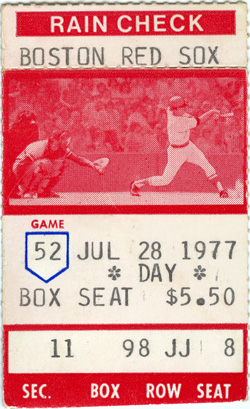 RAIN CHECK
BOSTON RED SOX
GAME
52 JUL 28 1977
* DAY *
BOX SEAT $5.50
11 98 JJ 8
SEC. BOX ROW SEAT